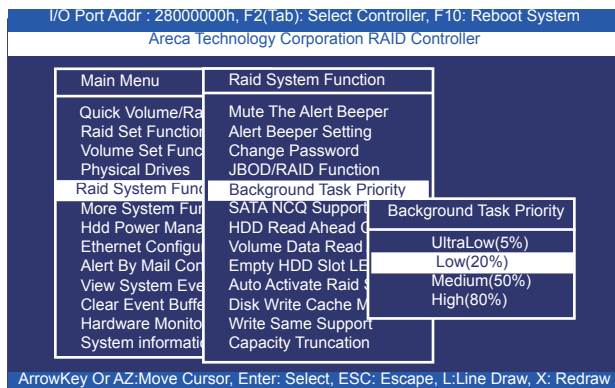 I/O Port Addr : 28000000h, F2(Tab): Select Controller, F10: Reboot System
Areca Technology Corporation RAID Controller
Main Menu
Quick Volume/Ra
Raid Set Function
Volume Set Func
Physical Drives
Raid System Func
More System Fun
Hdd Power Mana
Ethernet Configu
Alert By Mail Con
View System Eve
Clear Event Buffe
Hardware Monito
System informatio
Raid System Function
Mute The Alert Beeper
Alert Beeper Setting
Change Password
JBOD/RAID Function
Background Task Priority
SATA NCQ Support
HDD Read Ahead C
Volume Data Read
Empty HDD Slot LE
Auto Activate Raid S
Disk Write Cache M
Write Same Support
Capacity Truncation
Background Task Priority
UltraLow(5%)
Low(20%)
Medium(50%)
High(80%)
ArrowKey Or AZ:Move Cursor, Enter: Select, ESC: Escape, L:Line Draw, X: Redraw